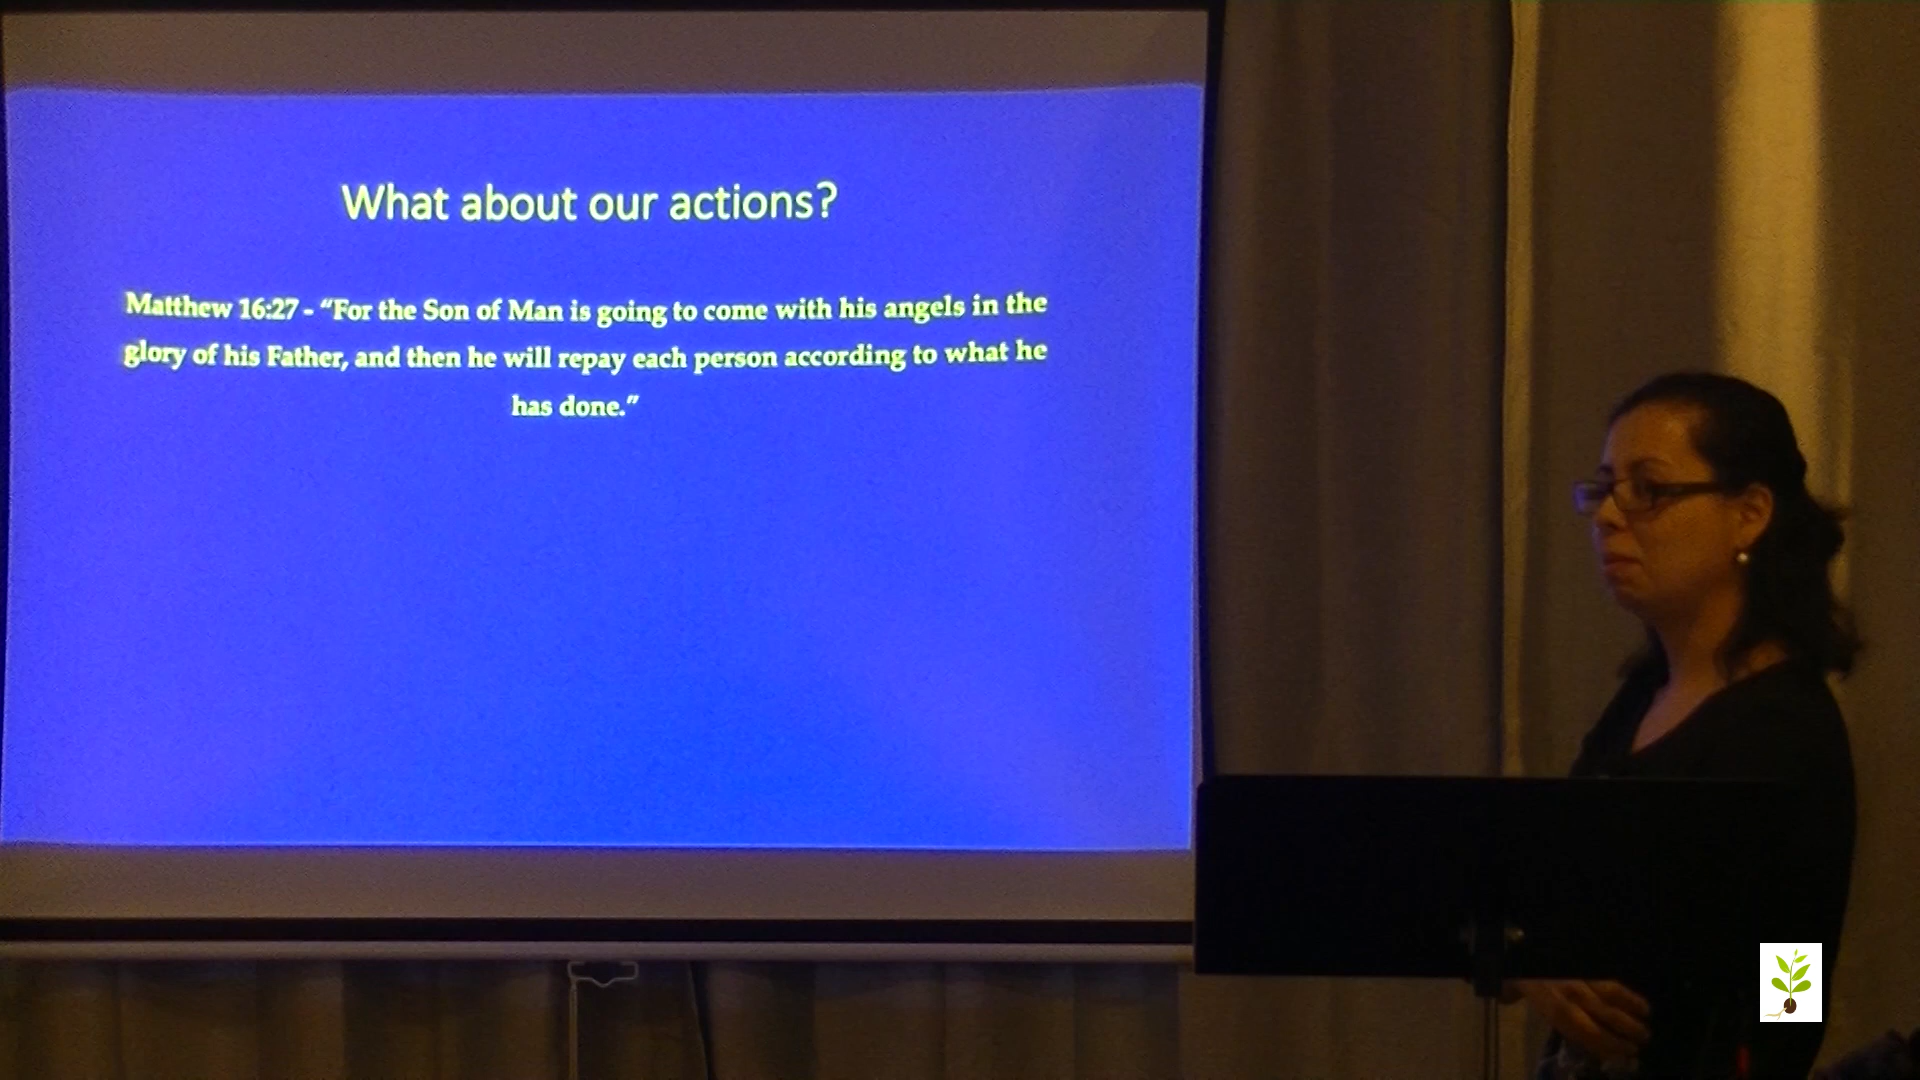 What about our actions?
Matthew 16:27 - “For the Son of Man is going to come with his angels in the
glory of his Father, and then he will repay each person according to what he
has done.”